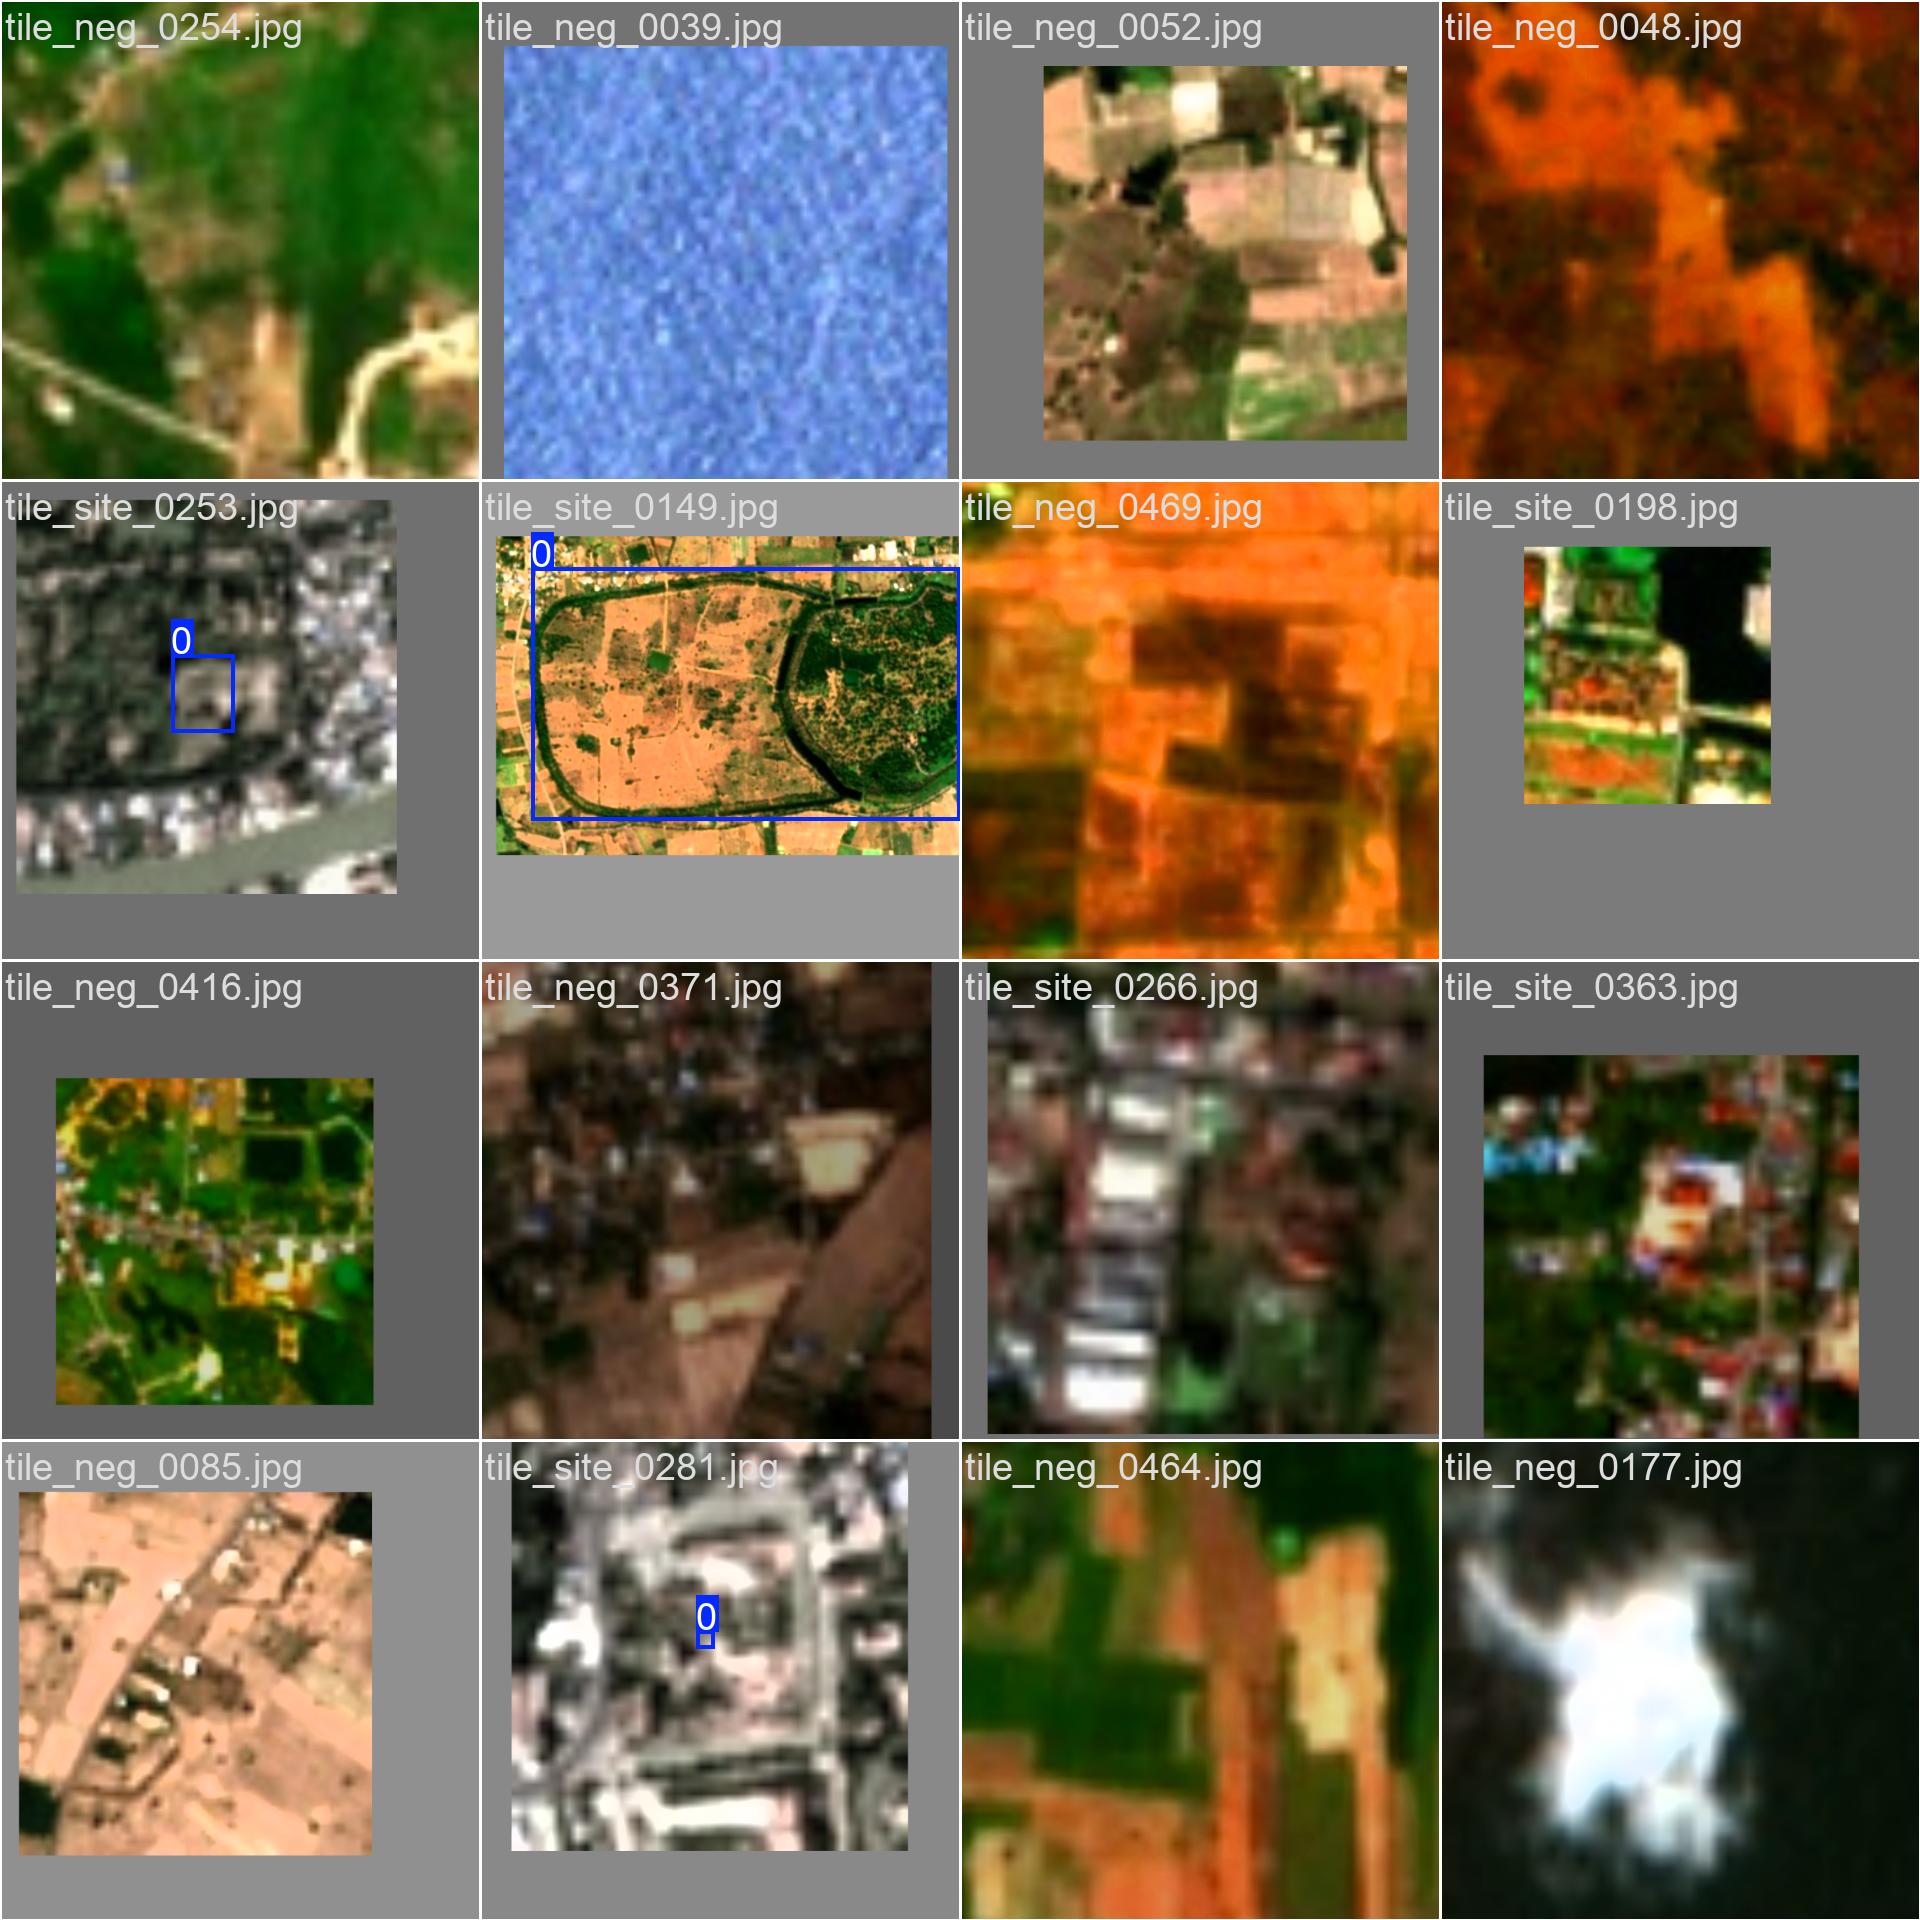 tile_neg_0254.jpg
tile_neg_0039.jpg
tile_neg_0052.jpg
tile_neg_0048.jpg
tile_site_0253.jpg
0
tile_site_0149.jpg
0
tile_neg_0469.jpg
tile_site_0198.jpg
tile_neg_0416.jpg
tile_neg_0371.jpg
tile_site_0266.jpg
tile_site_0363.jpg
tile_neg_0085.jpg
tile_site_0281.jpg
0
tile_neg_0464.jpg
tile_neg_0177.jpg